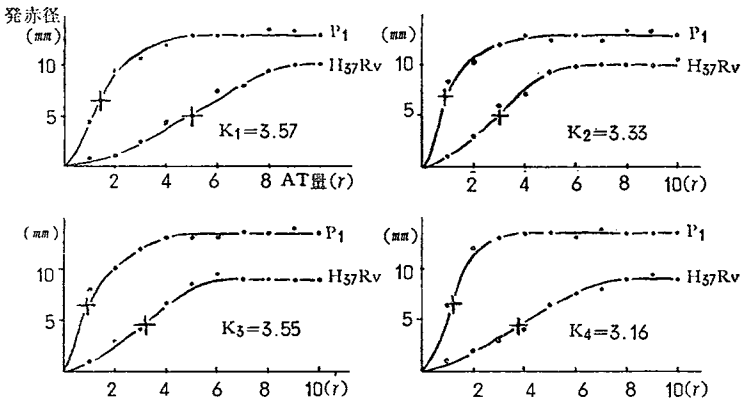 発赤径
(mm)
10
5
P1
H37Rv
K1=3.57
2 4 6 8 AT量(r)
(mm)
10
5
P1
H37Rv
K2=3.33
2 4 6 8 10(r)
(mm)
10
5
P1
H37Rv
K3=3.55
2 4 6 8 10(r)
(mm)
10
5
P1
H37Rv
K4=3.16
2 4 6 8 10(r)